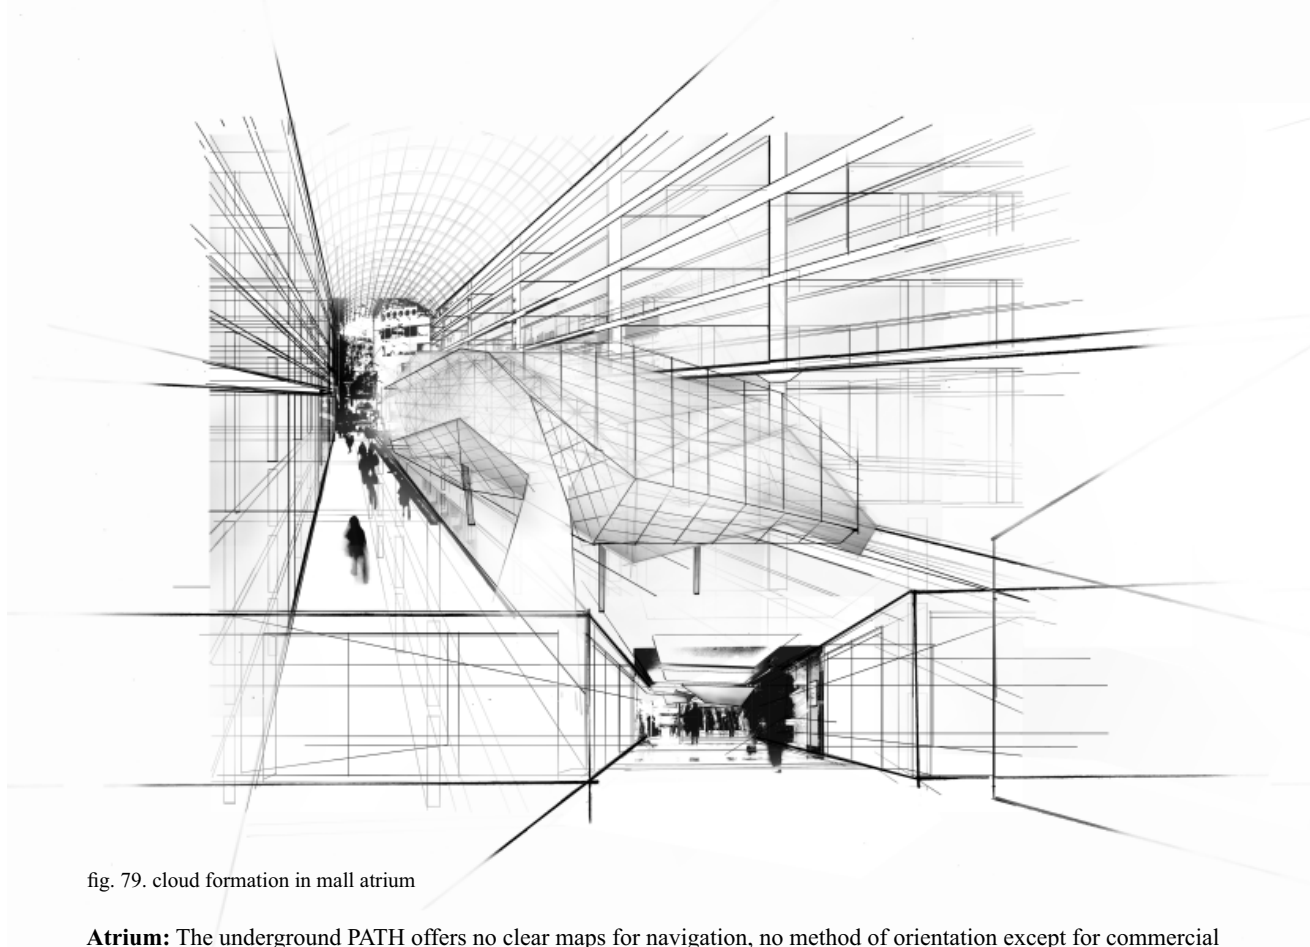 fig. 79. cloud formation in mall atrium
Atrium: The underground PATH offers no clear maps for navigation, no method of orientation except for commercial